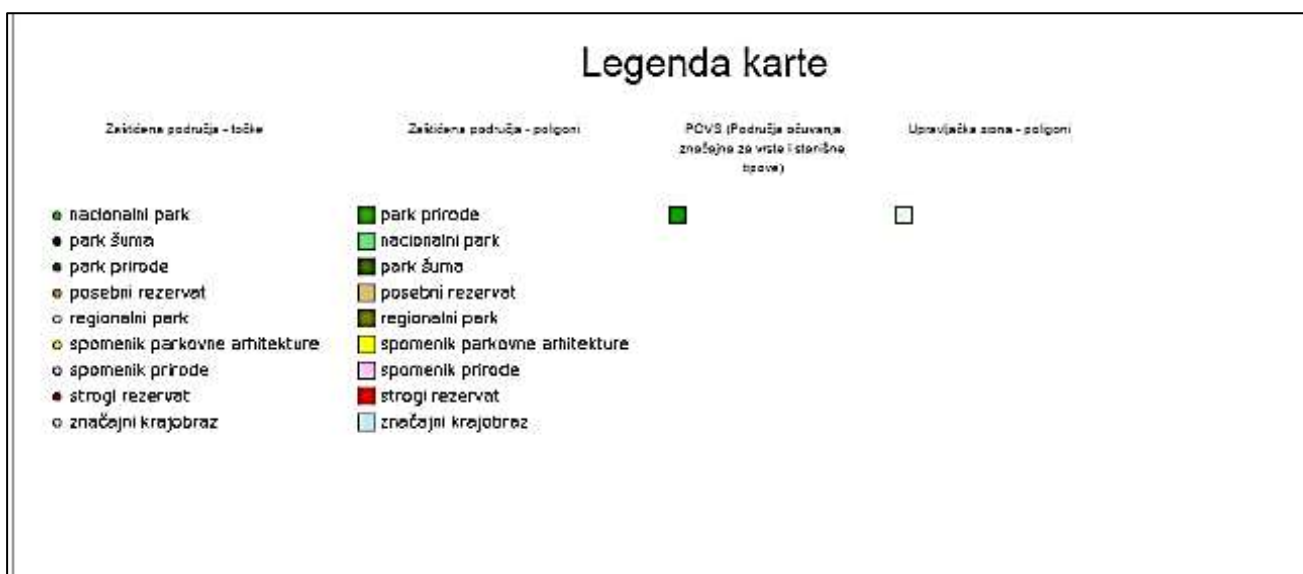 Legenda karte
Zaštićena područja - točke
nacionalni park
park šuma
park prirode
posebni rezervat
regionalni park
spomenik parkovne arhitekture
spomenik prirode
strogi rezervat
značajni krajobraz
Zaštićena područja - poligoni
park prirode
nacionalni park
park šuma
posebni rezervat
regionalni park
spomenik parkovne arhitekture
spomenik prirode
strogi rezervat
značajni krajobraz
POVS (Područja očuvanja
značajna za vrste i stanišne
tipove)
Upravljačka zona - poligoni